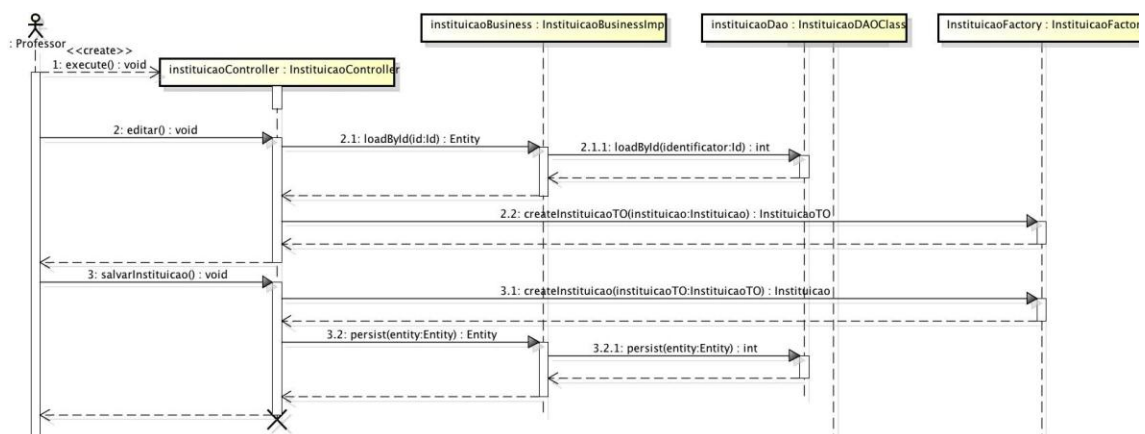 instituicaoBusiness : InstituicaoBusinessImp
instituicaoDao : InstituicaoDAOClass
InstituicaoFactory : InstituicaoFactor
: Professor
<<create>>
1: execute() : void
instituicaoController : InstituicaoController
2: editar() : void
2.1: loadById(id:Id) : Entity
2.1.1: loadById(identificator:Id) : int
2.2: createInstituicaoTO(instituicao:Instituicao) : InstituicaoTO
3: salvarInstituicao() : void
3.1: createInstituicao(instituicaoTO:InstituicaoTO) : Instituicao
3.2: persist(entity:Entity) : Entity
3.2.1: persist(entity:Entity) : int